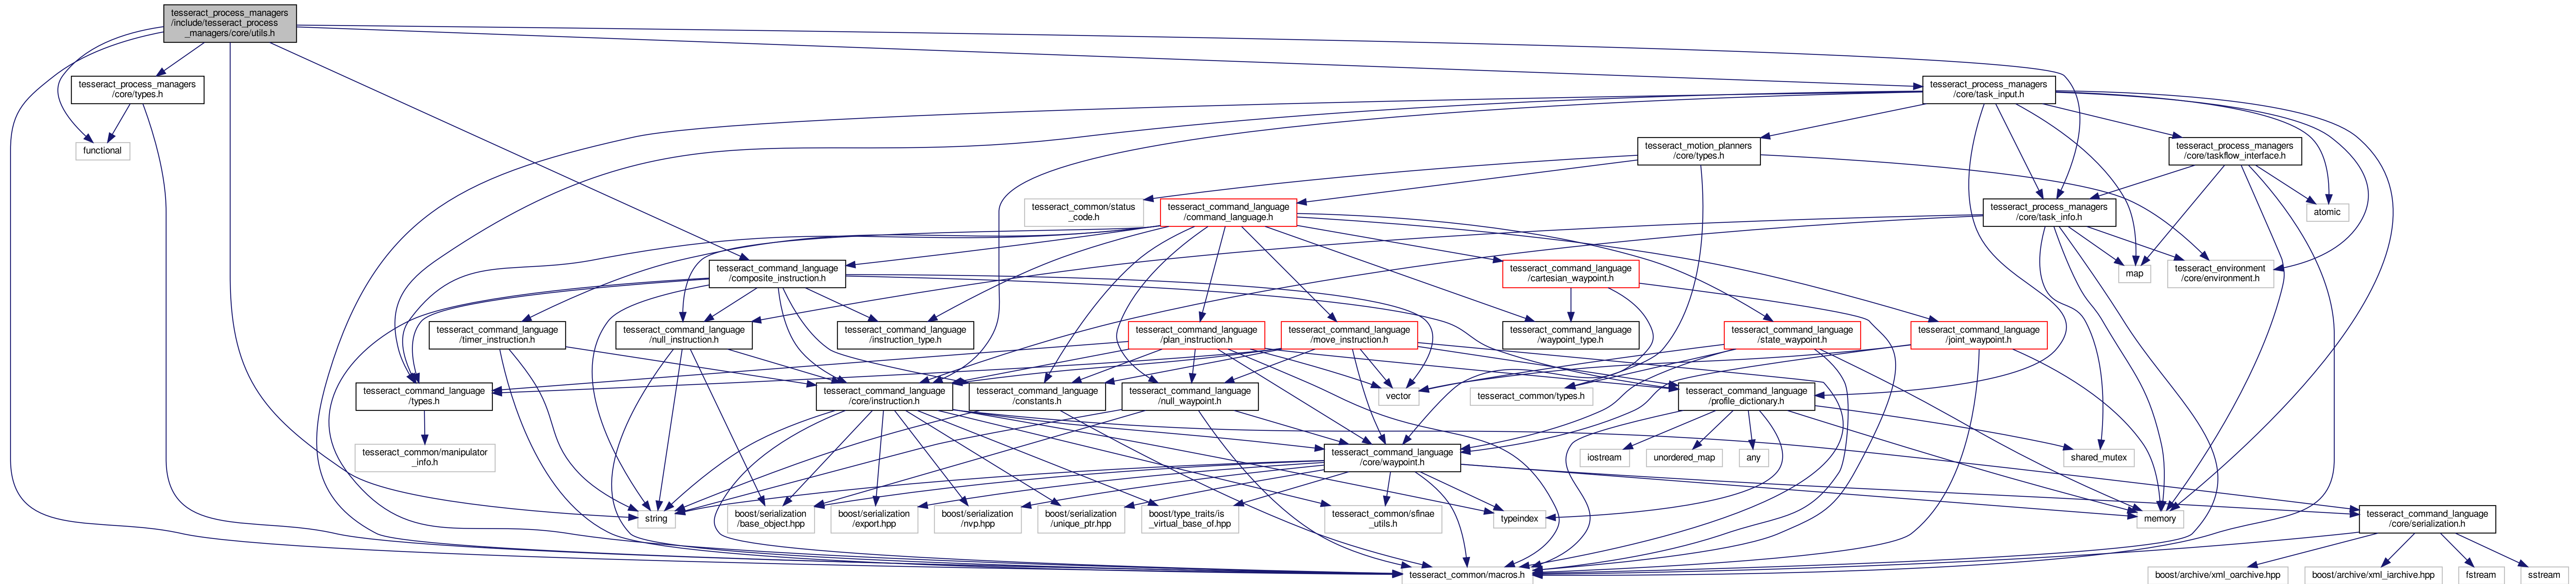 tesseract_process_managers
/include/tesseract_process
_managers/core/utils.h
tesseract_process_managers
/core/types.h
tesseract_process_managers
/core/task_input.h
functional
tesseract_motion_planners
/core/types.h
tesseract_process_managers
/core/taskflow_interface.h
tesseract_common/status
_code.h
tesseract_command_language
/command_language.h
tesseract_process_managers
/core/task_info.h
atomic
tesseract_command_language
/composite_instruction.h
tesseract_command_language
/cartesian_waypoint.h
map
tesseract_environment
/core/environment.h
tesseract_command_language
/timer_instruction.h
tesseract_command_language
/null_instruction.h
tesseract_command_language
/instruction_type.h
tesseract_command_language
/plan_instruction.h
tesseract_command_language
/move_instruction.h
tesseract_command_language
/waypoint_type.h
tesseract_command_language
/state_waypoint.h
tesseract_command_language
/joint_waypoint.h
tesseract_command_language
/types.h
tesseract_command_language
/core/instruction.h
tesseract_command_language
/constants.h
tesseract_command_language
/null_waypoint.h
vector
tesseract_common/types.h
tesseract_command_language
/profile_dictionary.h
tesseract_common/manipulator
_info.h
tesseract_command_language
/core/waypoint.h
iostream
unordered_map
any
shared_mutex
string
boost/serialization
/base_object.hpp
boost/serialization
/export.hpp
boost/serialization
/nvp.hpp
boost/serialization
/unique_ptr.hpp
boost/type_traits/is
_virtual_base_of.hpp
tesseract_common/sfinae
_utils.h
typeindex
memory
tesseract_command_language
/core/serialization.h
tesseract_common/macros.h
boost/archive/xml_oarchive.hpp
boost/archive/xml_iarchive.hpp
fstream
sstream